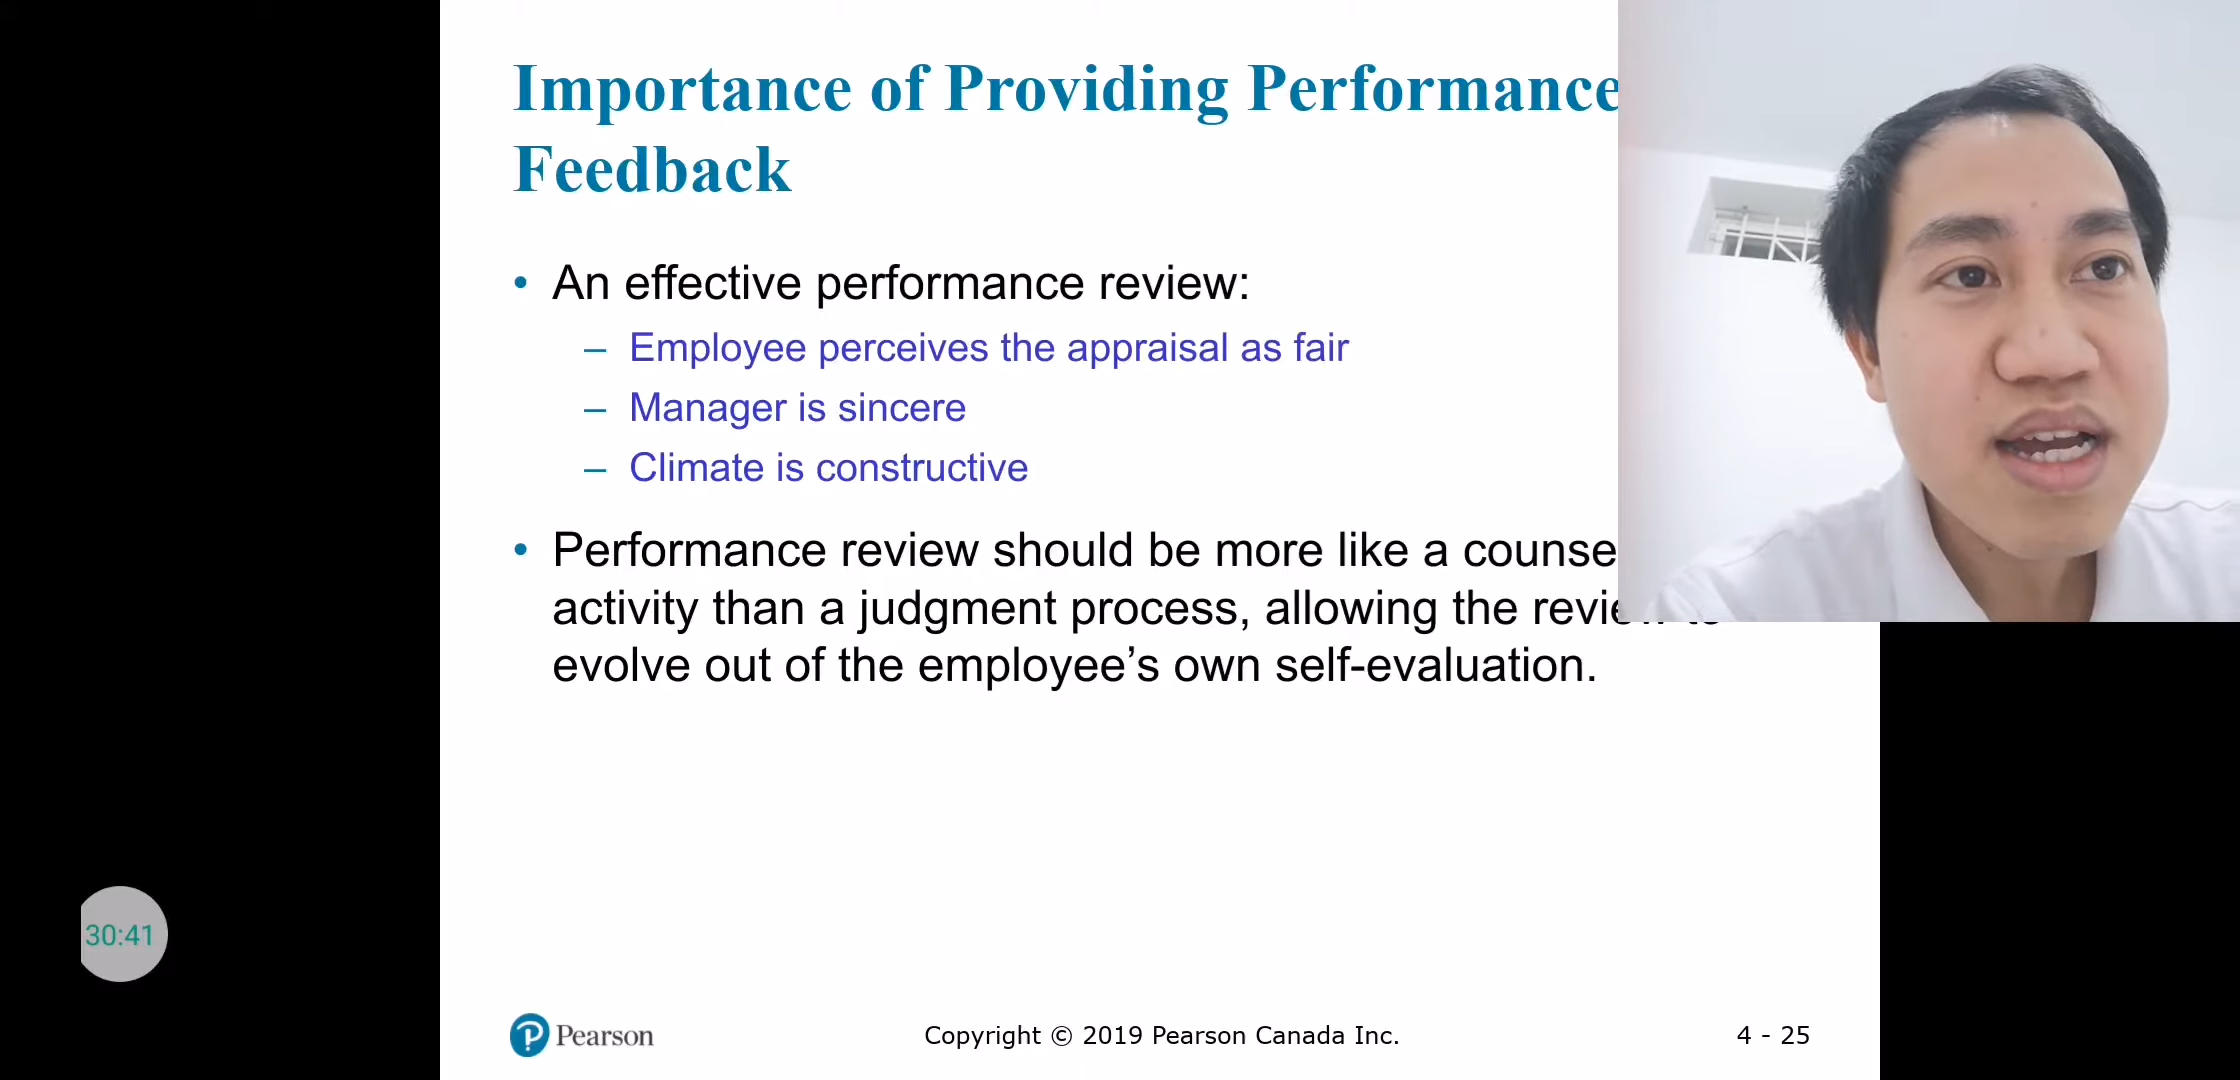 Importance of Providing Performance
Feedback
• An effective performance review:
– Employee perceives the appraisal as fair
– Manager is sincere
– Climate is constructive
• Performance review should be more like a
activity than a judgment process, allowing the
evolve out of the employee’s own self-evaluation.
30:41
Pearson
Copyright © 2019 Pearson Canada Inc.
4 - 25